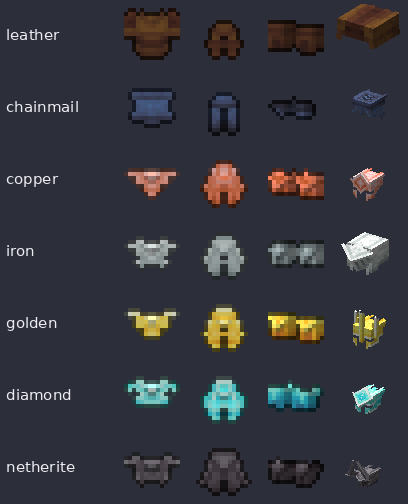 leather
chainmail
copper
iron
golden
diamond
netherite